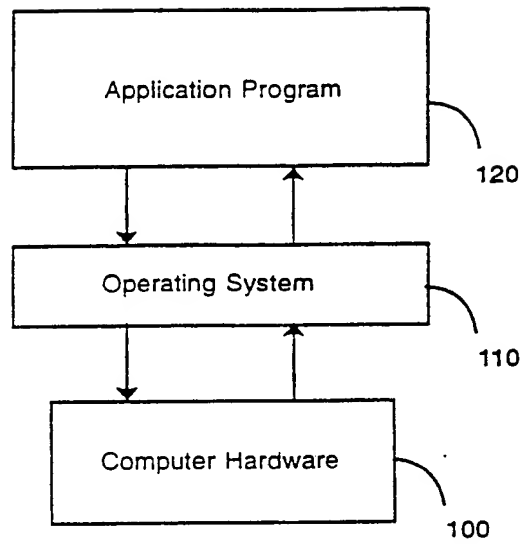 Application Program
120
Operating System
110
Computer Hardware
100